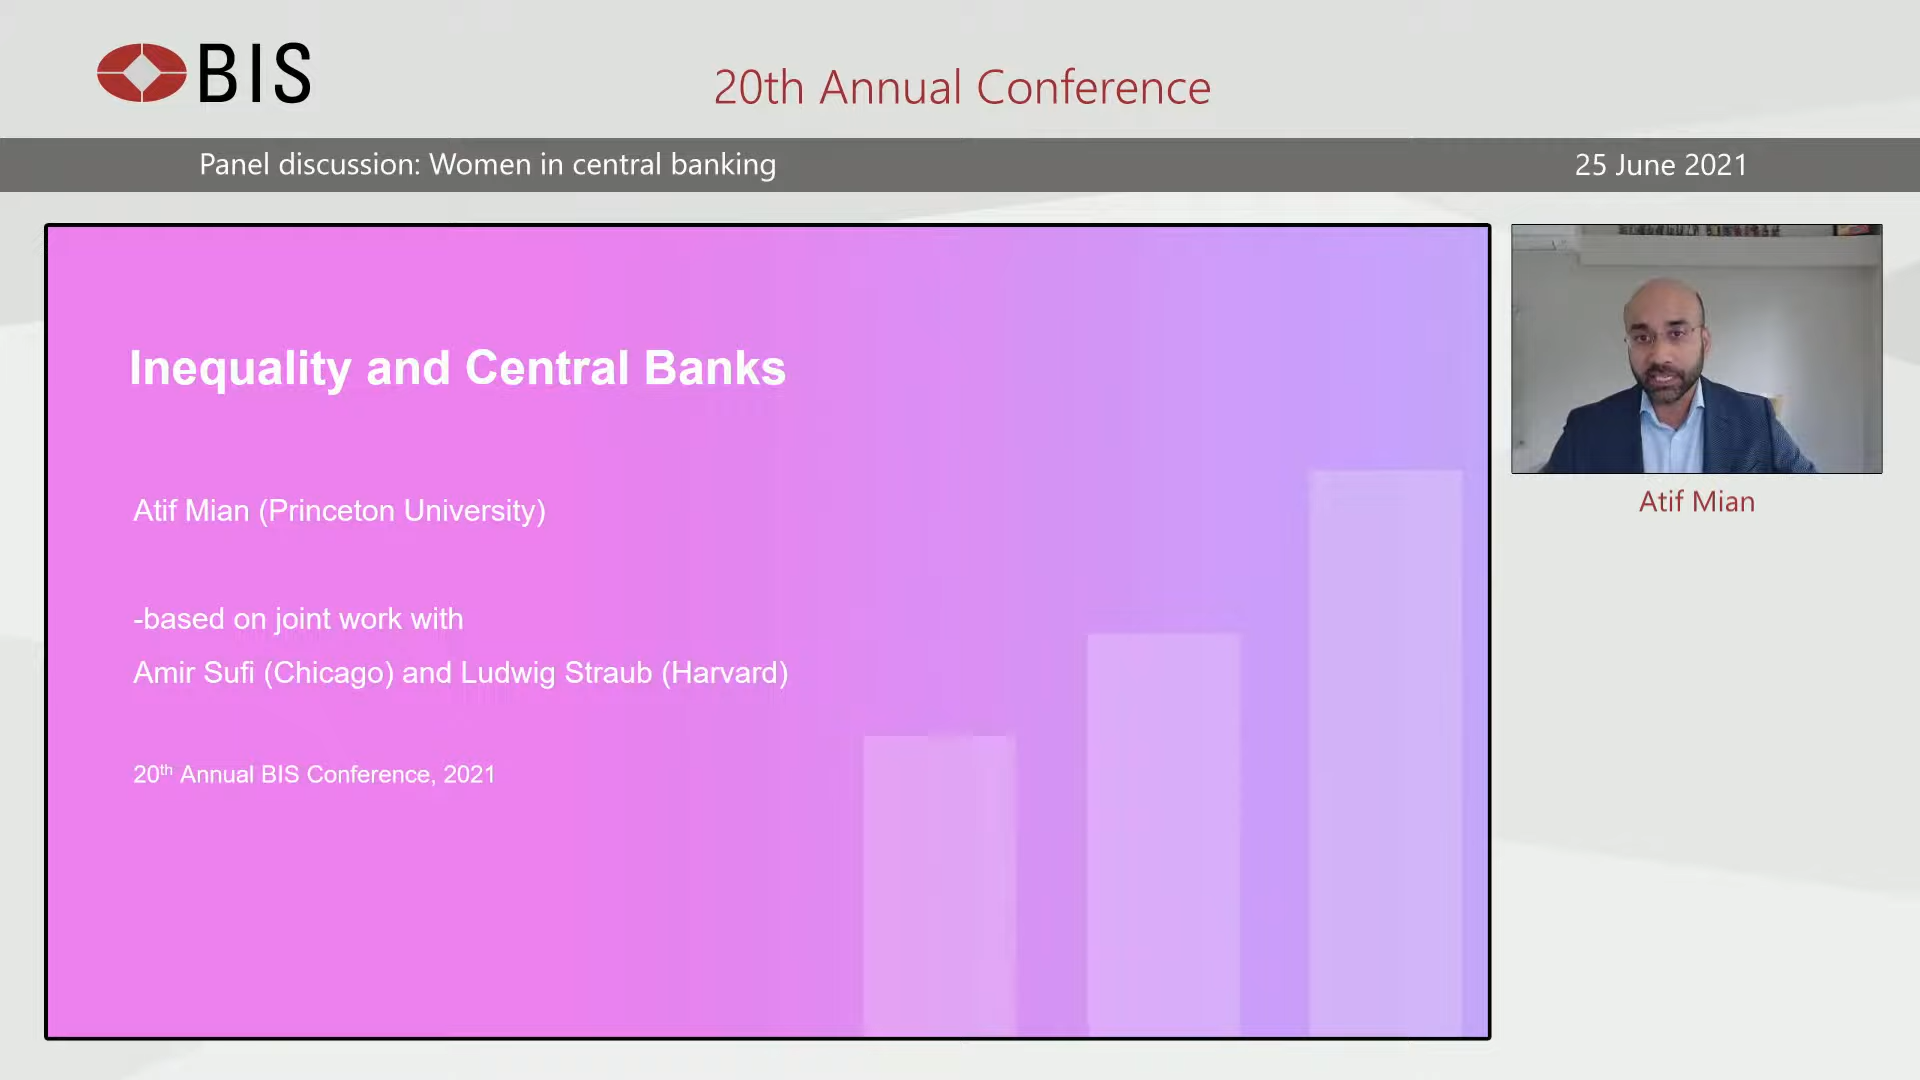 BIS
20th Annual Conference
Panel discussion: Women in central banking
25 June 2021
Inequality and Central Banks
Atif Mian (Princeton University)
-based on joint work with
Amir Sufi (Chicago) and Ludwig Straub (Harvard)
20th Annual BIS Conference, 2021
Atif Mian